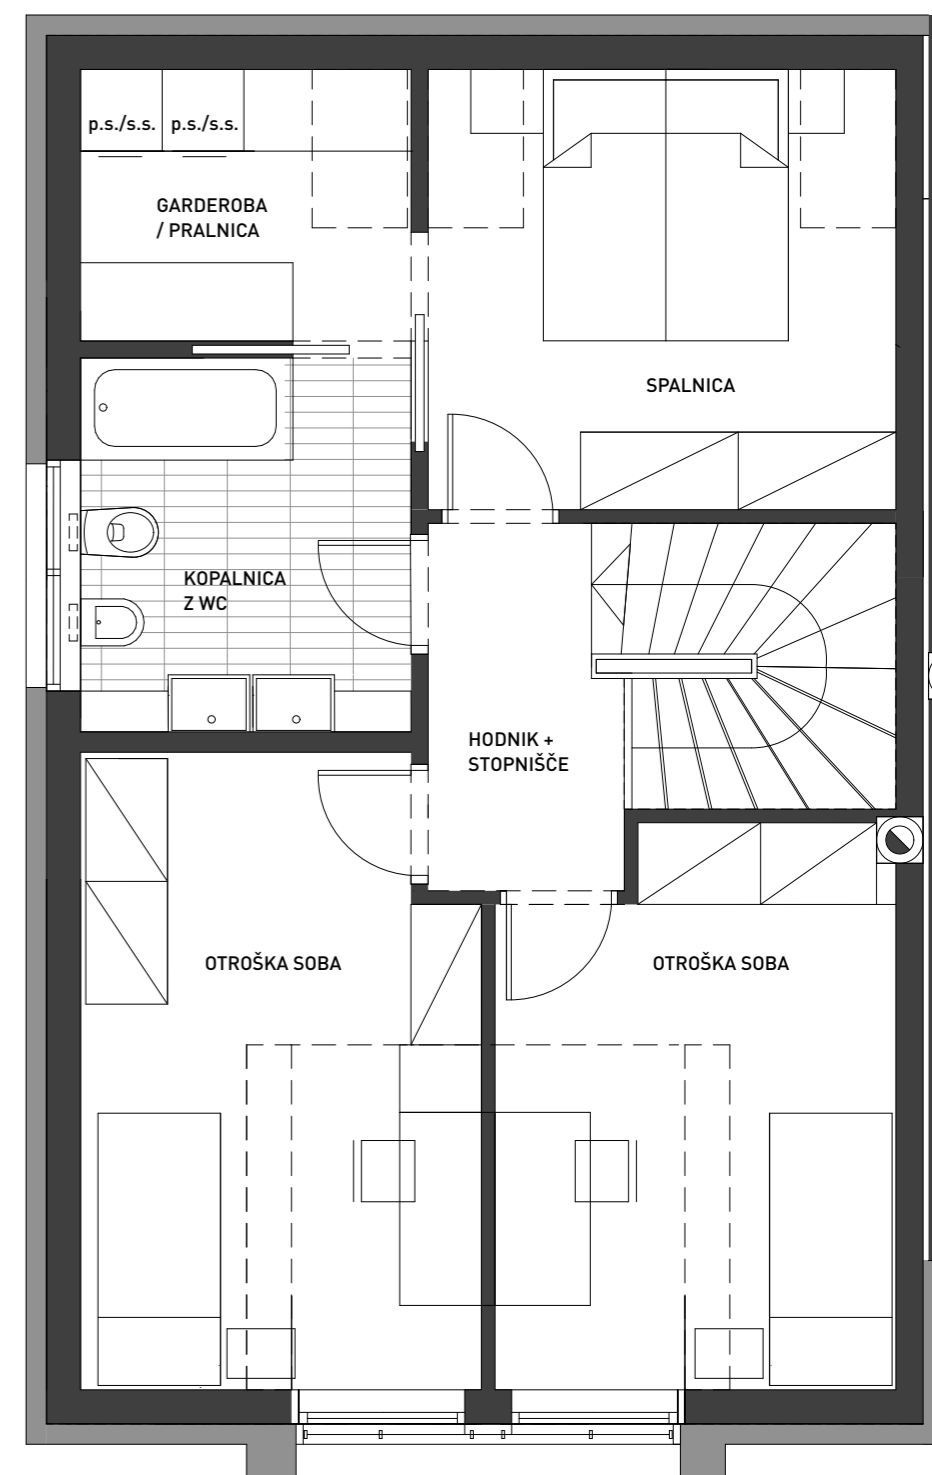 p.s./s.s. p.s./s.s.
GARDEROBA
/ PRALNICA
SPALNICA
KOPALNICA
Z WC
HODNIK +
STOPNIŠČE
OTROŠKA SOBA
OTROŠKA SOBA